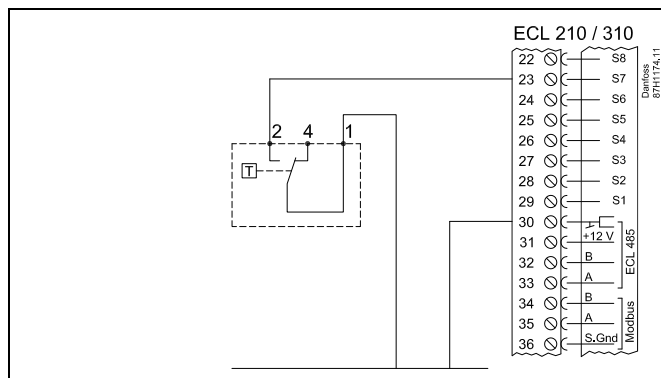 ECL 210 / 310
22 S8
23 S7
24 S6
25 S5
26 S4
27 S3
28 S2
29 S1
30
31 +12 V
32 B
33 A
34 B
35 A
36 S.Gnd
ECL 485
Modbus
Danfoss
87H1174.11
2 4 1
T